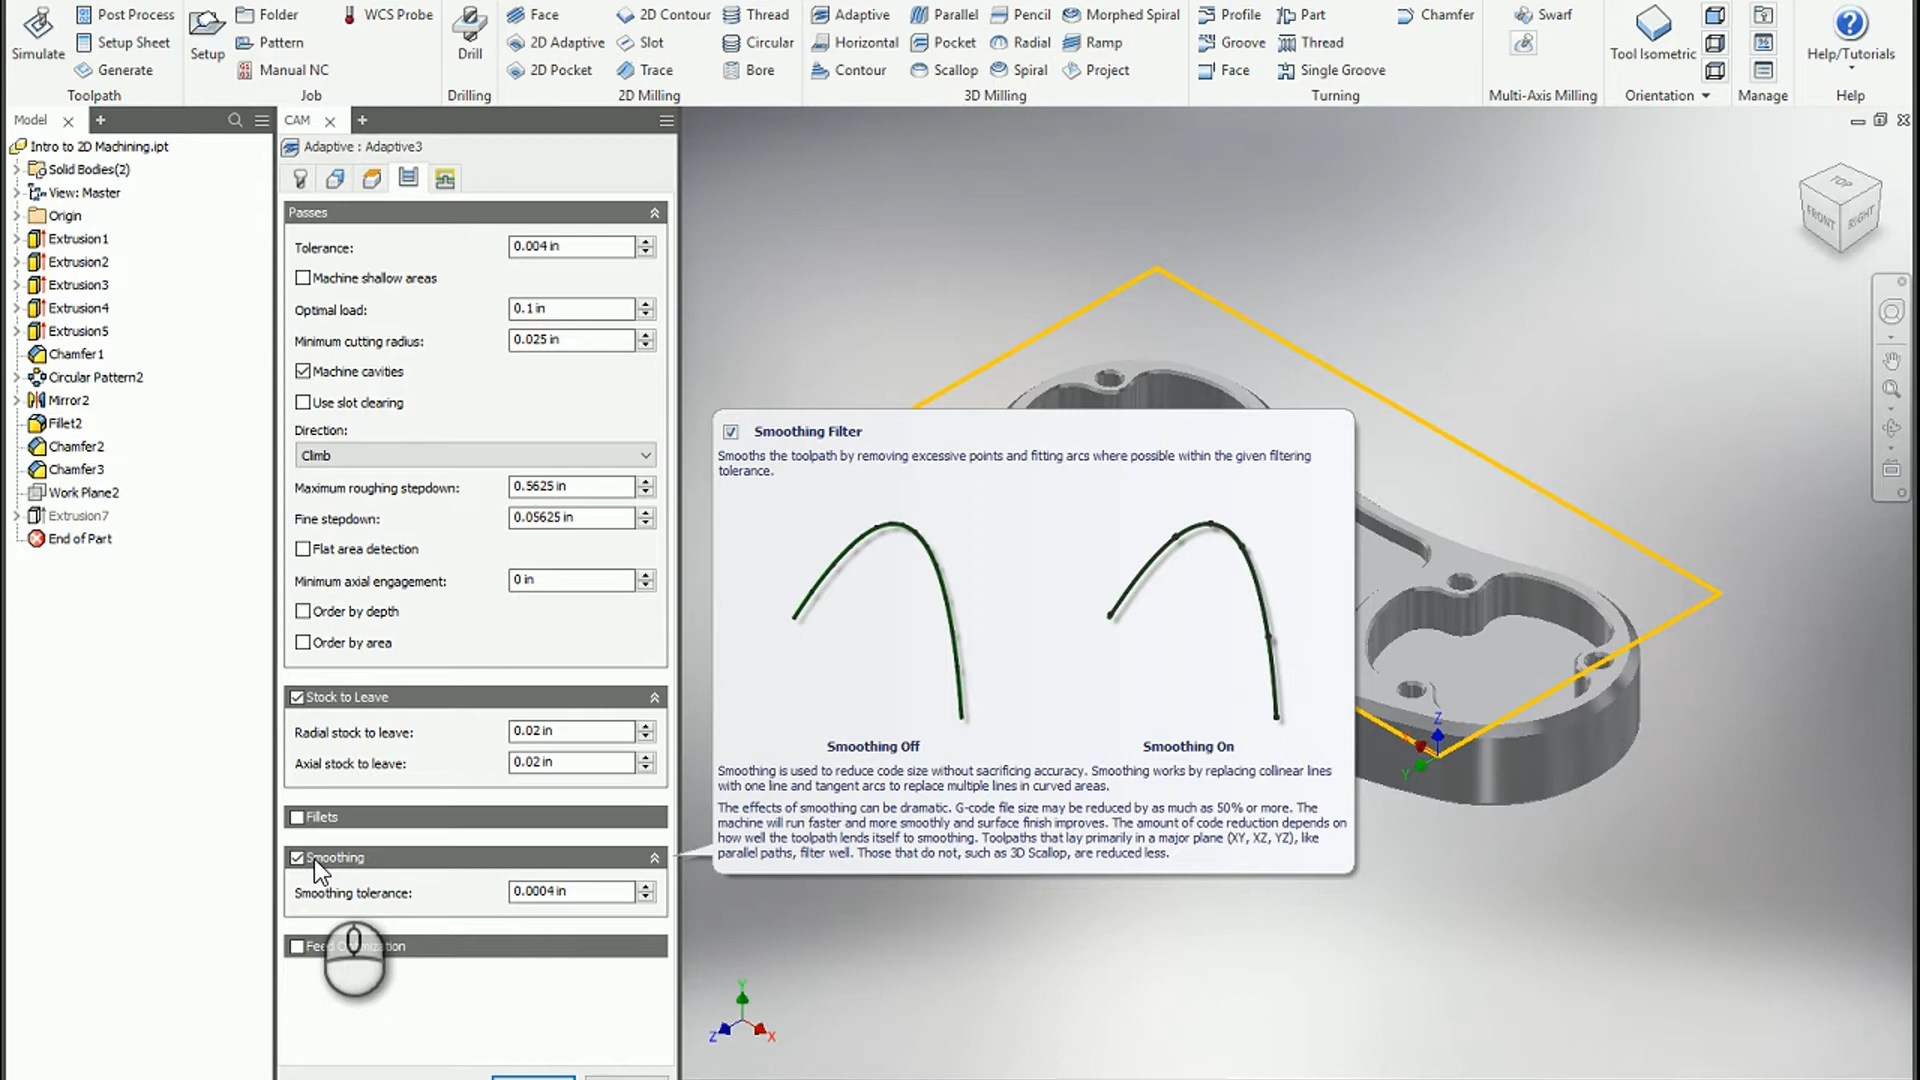 Simulate
Post Process
Setup Sheet
Generate
Toolpath
Setup
Folder
Pattern
Manual NC
WCS Probe
Job
Drill
Drilling
Face
2D Adaptive
2D Pocket
2D Contour
Slot
Trace
Thread
Circular
Bore
2D Milling
Adaptive
Horizontal
Contour
Parallel
Pocket
Scallop
Pencil
Radial
Spiral
Morphed Spiral
Ramp
Project
3D Milling
Profile
Groove
Face
Part
Thread
Single Groove
Chamfer
Turning
Swarf
Multi-Axis Milling
Tool Isometric
Orientation
Manage
Help/Tutorials
Help
Model
Intro to 2D Machining.ipt
Solid Bodies(2)
View: Master
Origin
Extrusion1
Extrusion2
Extrusion3
Extrusion4
Extrusion5
Chamfer1
Circular Pattern2
Mirror2
Fillet2
Chamfer2
Chamfer3
Work Plane2
Extrusion7
End of Part
CAM
Adaptive : Adaptive3
Passes
Tolerance: 0.004 in
Machine shallow areas
Optimal load: 0.1 in
Minimum cutting radius: 0.025 in
Machine cavities
Use slot clearing
Direction:
Climb
Maximum roughing stepdown: 0.5625 in
Fine stepdown: 0.05625 in
Flat area detection
Minimum axial engagement: 0 in
Order by depth
Order by area
Stock to Leave
Radial stock to leave: 0.02 in
Axial stock to leave: 0.02 in
Fillets
Smoothing
Smoothing tolerance: 0.0004 in
Feed Optimization
Smoothing Filter
Smooths the toolpath by removing excessive points and fitting arcs where possible within the given filtering
tolerance.
Smoothing Off
Smoothing On
Smoothing is used to reduce code size without sacrificing accuracy. Smoothing works by replacing collinear lines
with one line and tangent arcs to replace multiple lines in curved areas.
The effects of smoothing can be dramatic. G-code file size may be reduced by as much as 50% or more. The
machine will run faster and more smoothly and surface finish improves. The amount of code reduction depends on
how well the toolpath lends itself to smoothing. Toolpaths that lay primarily in a major plane (XY, XZ, YZ), like
parallel paths, filter well. Those that do not, such as 3D Scallop, are reduced less.
TOP
FRONT
RIGHT
Z
Y
Y
Z
X